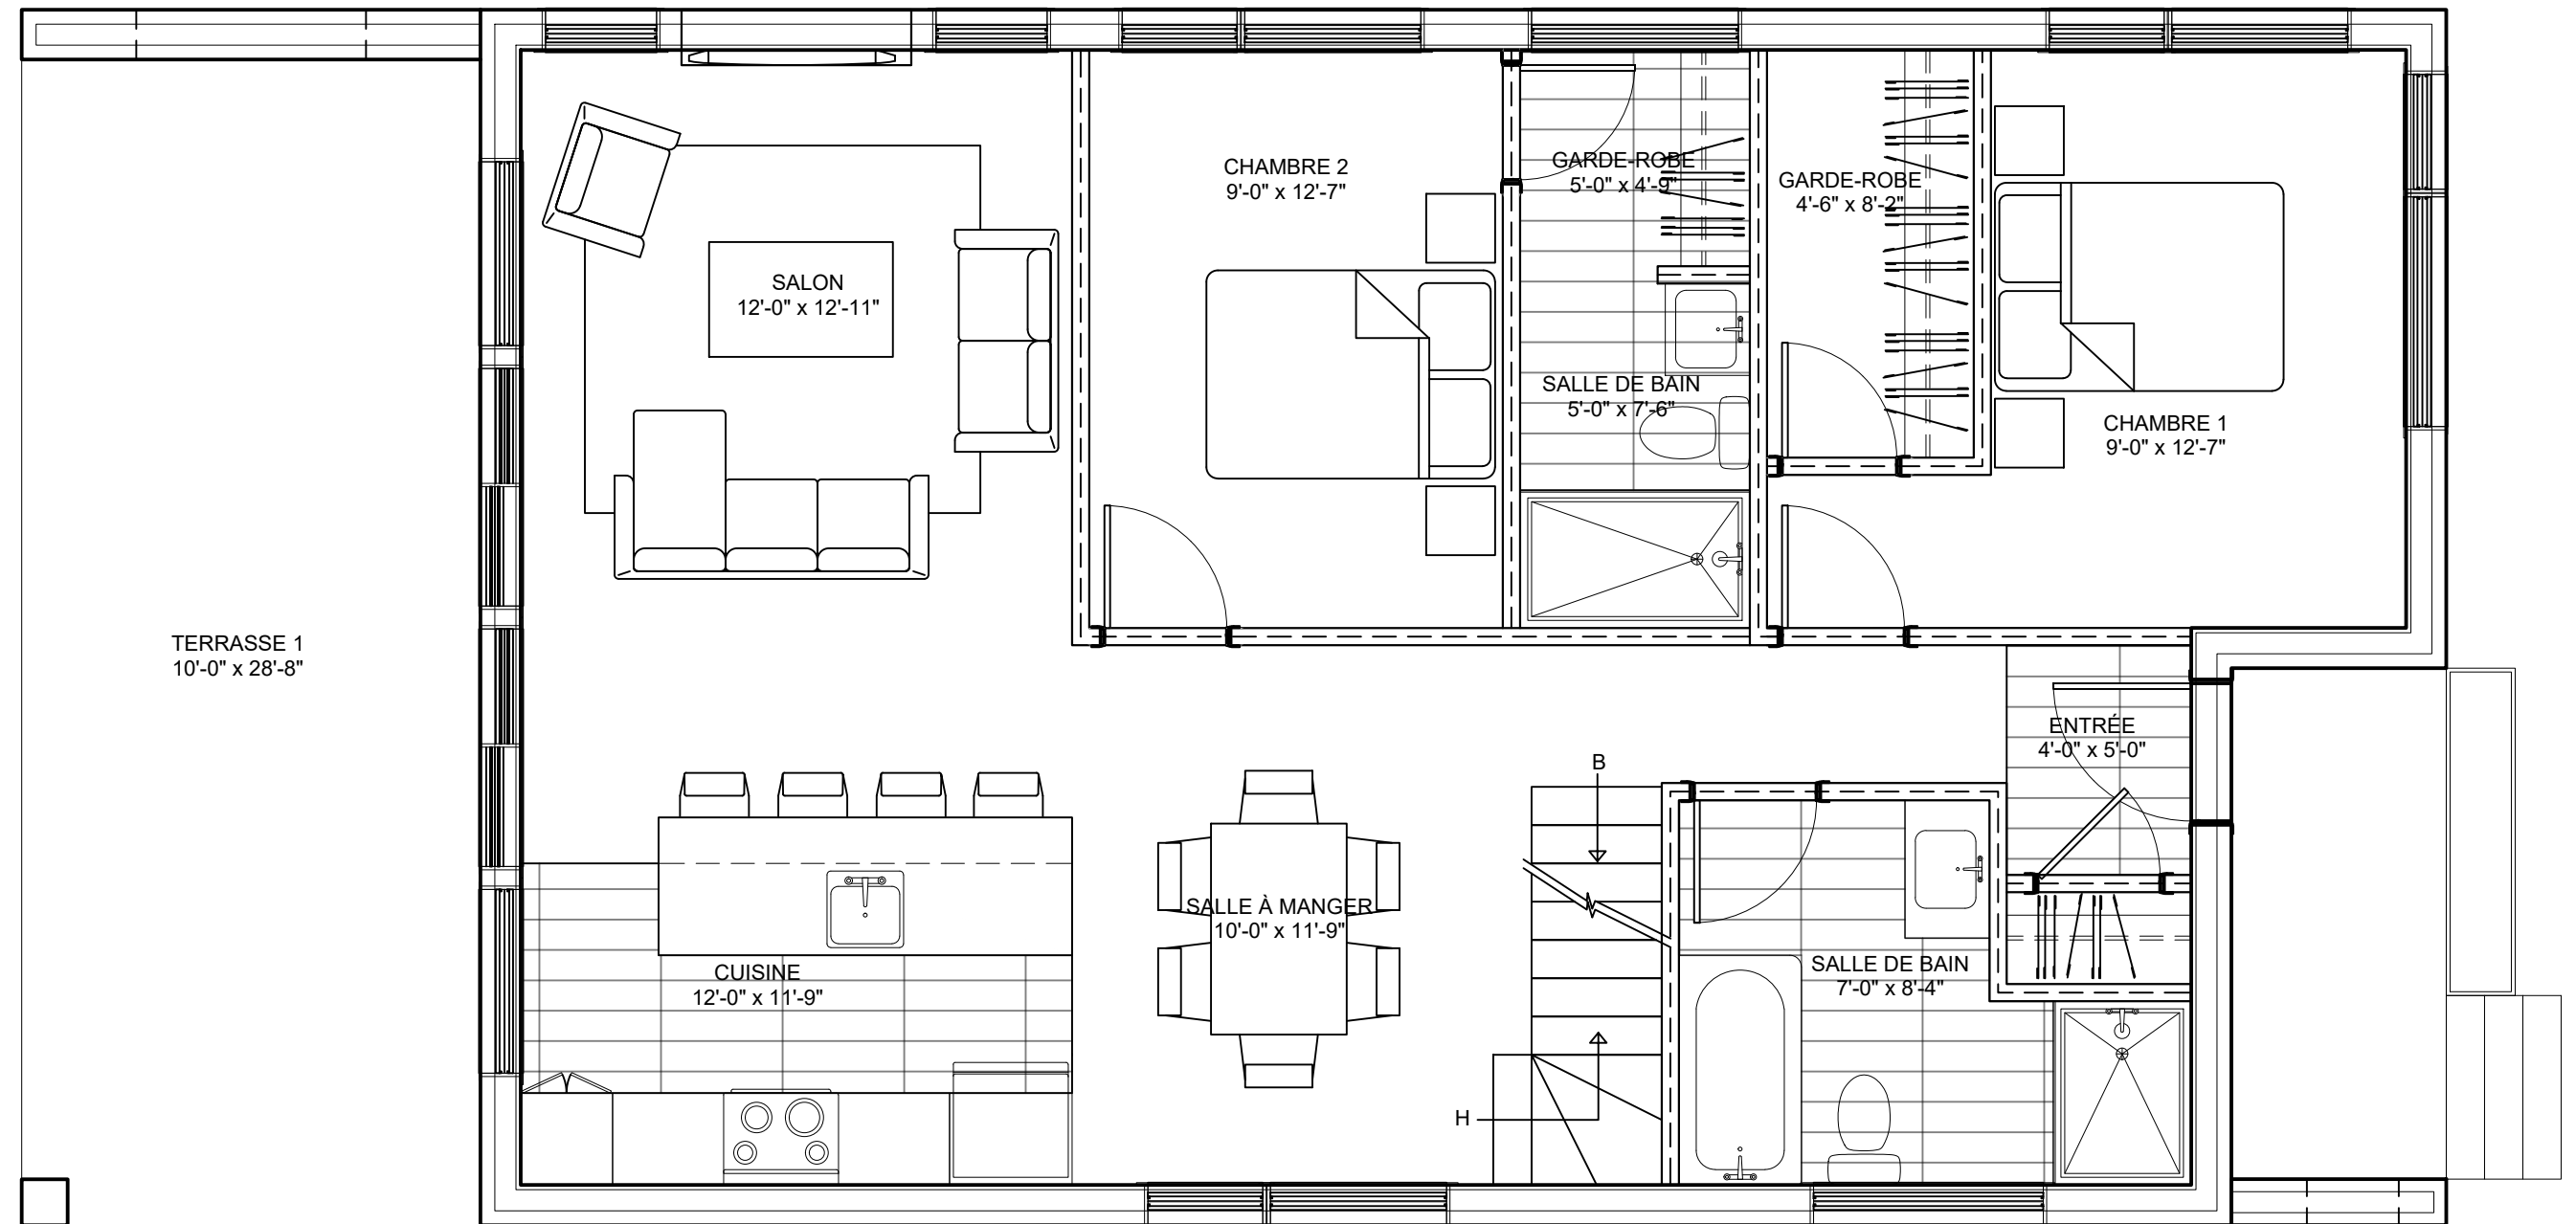 CHAMBRE 2
9'-0" x 12'-7"
GARDE-ROBE
5'-0" x 4'-9"
GARDE-ROBE
4'-6" x 8'-2"
SALON
12'-0" x 12'-11"
SALLE DE BAIN
5'-0" x 7'-6"
CHAMBRE 1
9'-0" x 12'-7"
TERRASSE 1
10'-0" x 28'-8"
ENTRÉE
4'-0" x 5'-0"
B
SALLE À MANGER
10'-0" x 11'-9"
CUISINE
12'-0" x 11'-9"
SALLE DE BAIN
7'-0" x 8'-4"
H